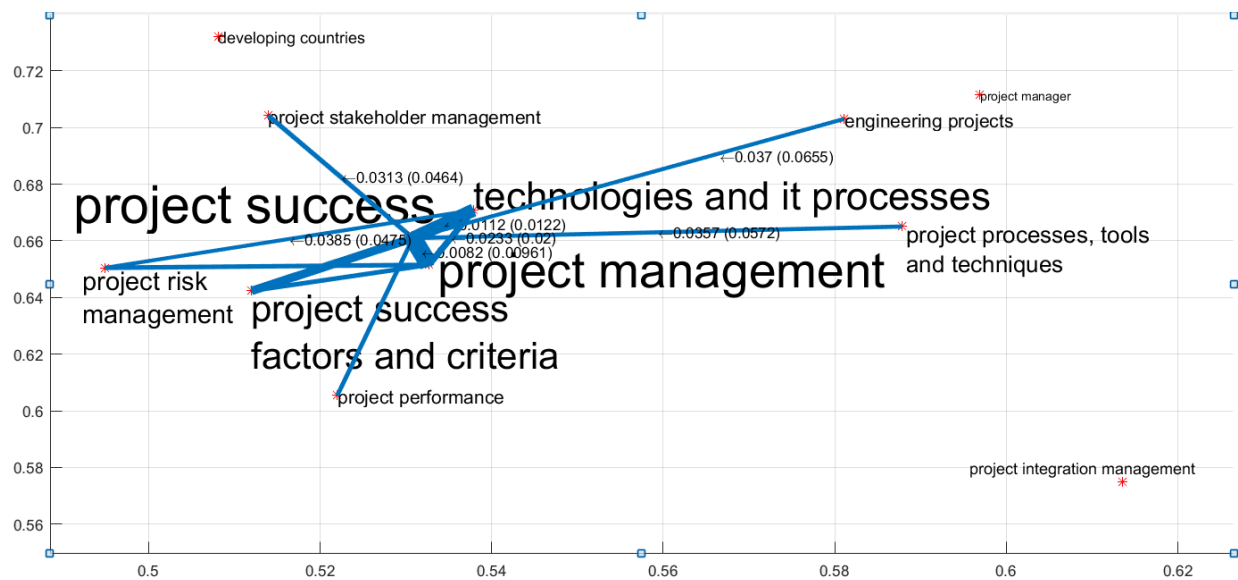 developing countries
0.72
project manager
0.7
project stakeholder management
engineering projects
←0.037 (0.0655)
←0.0313 (0.0464)
0.68
project success
technologies and it processes
←0.0112 (0.0122)
0.66
←0.0385 (0.0475)
←0.0233 (0.02)
←0.0357 (0.0572)
project processes, tools
and techniques
←0.0082 (0.00961)
project management
project risk
management
0.64
project success
factors and criteria
0.62
0.6
project performance
0.58
project integration management
0.56
0.5
0.52
0.54
0.56
0.58
0.6
0.62